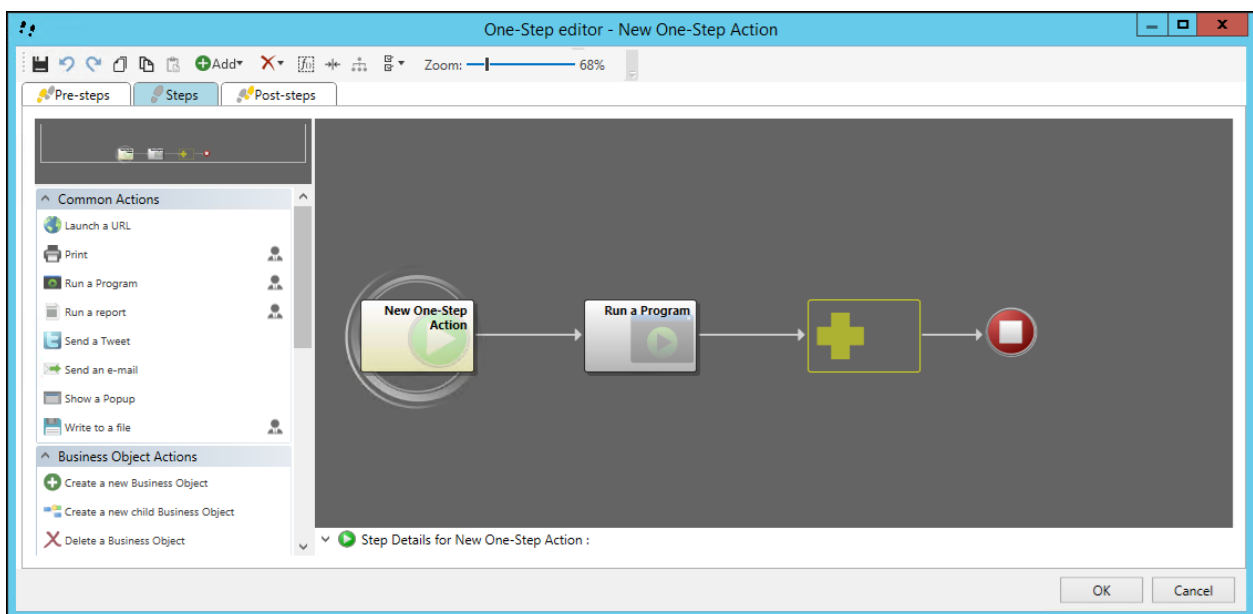 One-Step editor - New One-Step Action
Add
Zoom:
68%
Pre-steps
Steps
Post-steps
Common Actions
Launch a URL
Print
Run a Program
Run a report
Send a Tweet
Send an e-mail
Show a Popup
Write to a file
Business Object Actions
Create a new Business Object
Create a new child Business Object
Delete a Business Object
New One-Step
Action
Run a Program
Step Details for New One-Step Action :
OK
Cancel